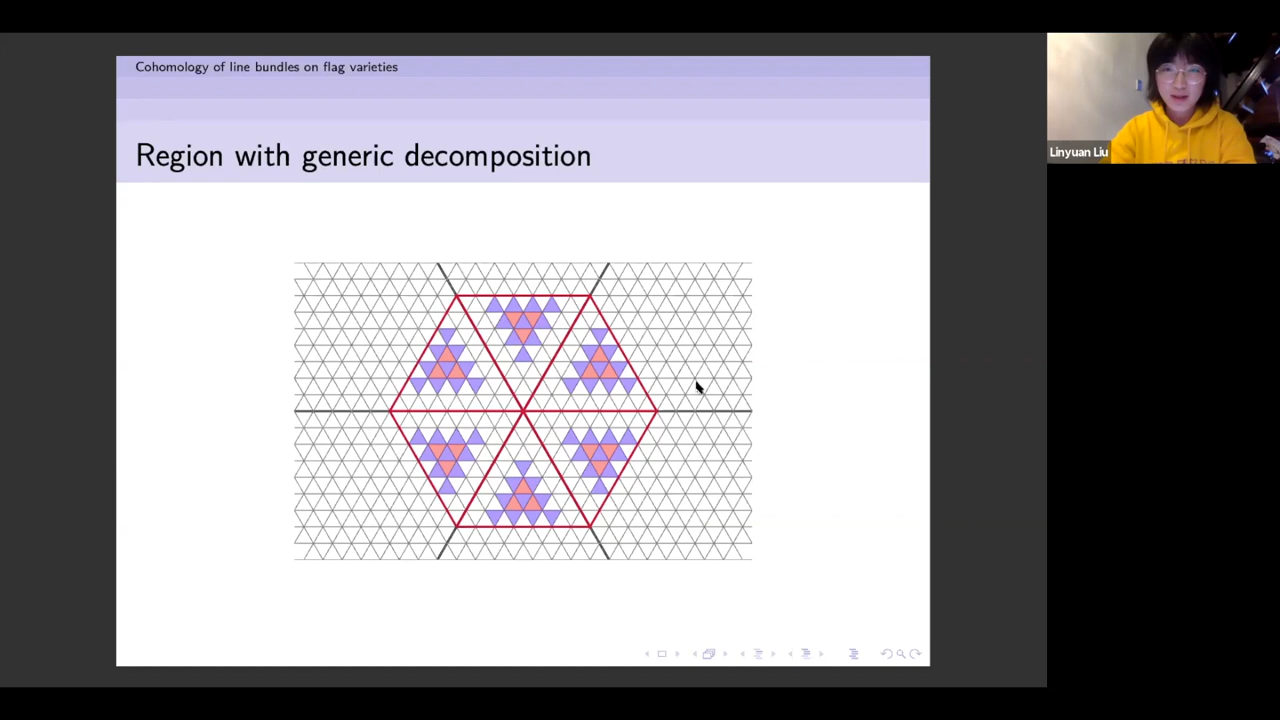 Cohomology of line bundles on flag varieties
Region with generic decomposition
Linyuan Liu